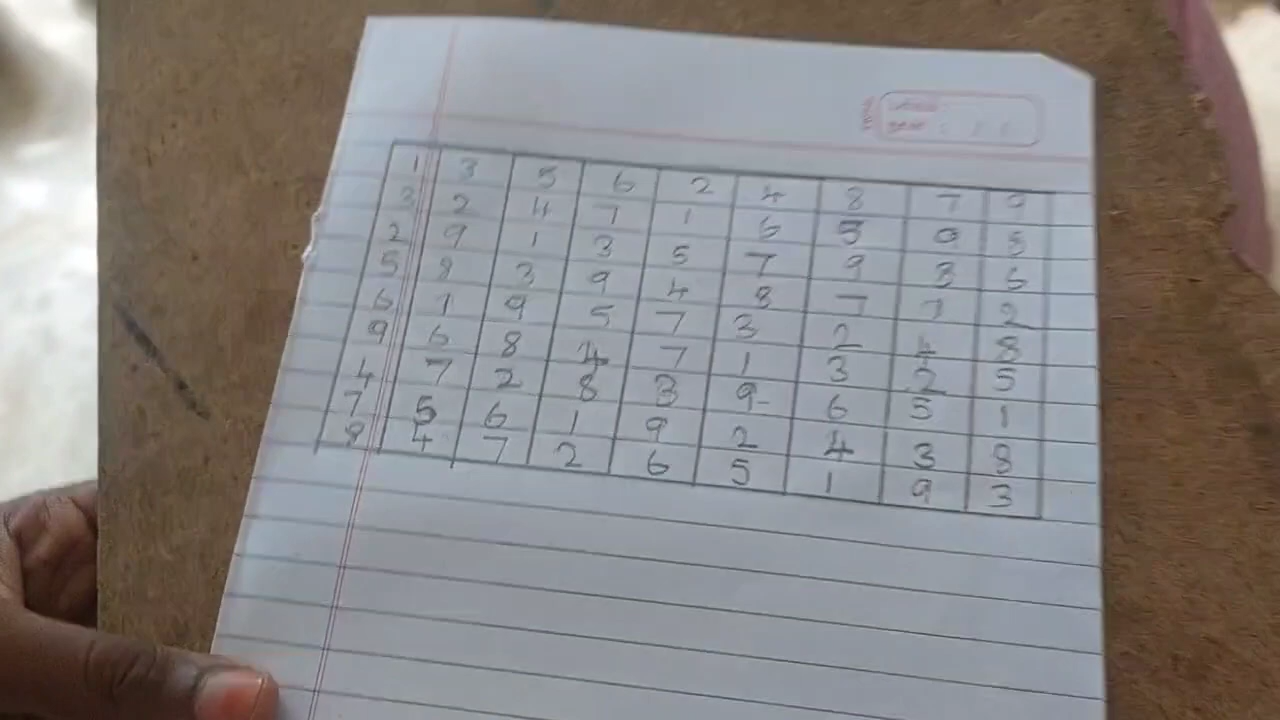 1 3 5 6 2 4 8 7 9
3 2 4 7 1 6 5 9 8
2 9 1 3 5 7 9 3 6
5 8 3 9 4 8 7 7 2
6 1 9 5 7 3 2 4 8
9 6 8 4 7 1 3 2 5
4 7 2 8 3 9 6 5 1
7 5 6 1 9 2 4 3 8
8 4 7 2 6 5 1 9 3